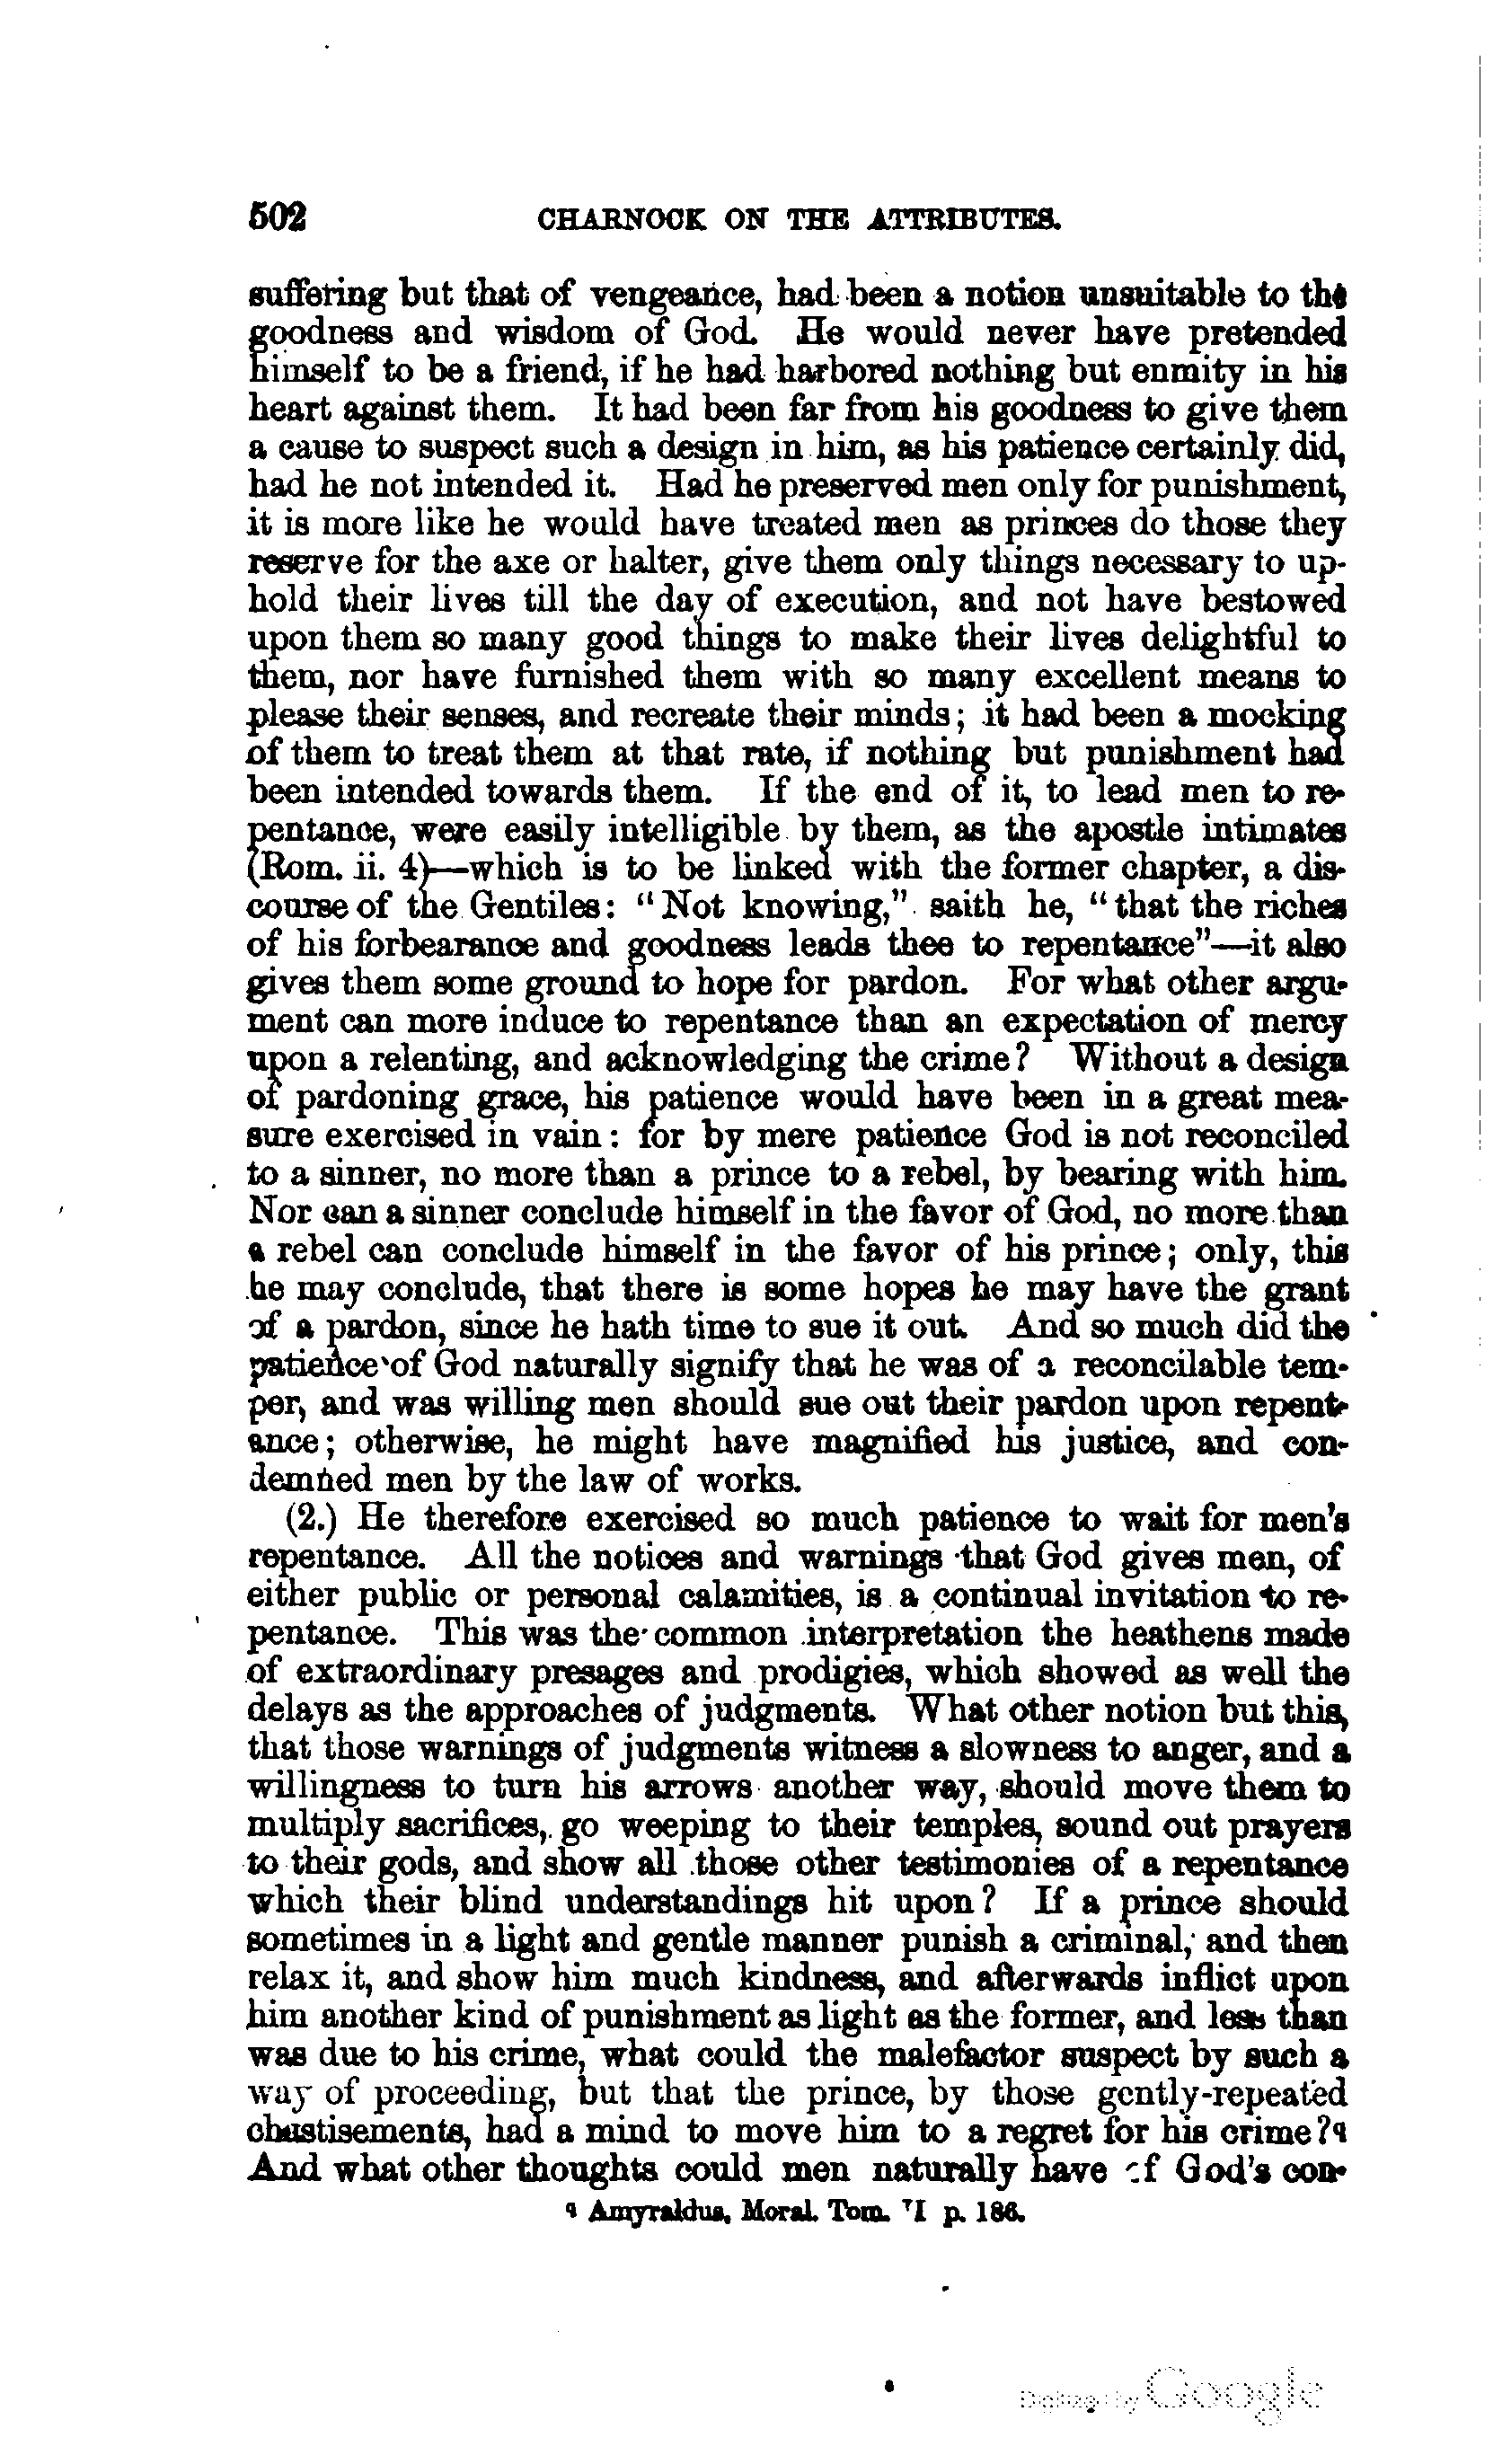 502 CHARNOCK ON THE ATTRIBUTES.
suffering but that of vengeance, had been a notion unsuitable to the
goodness and wisdom of God. He would never have pretended
himself to be a friend, if he had harbored nothing but enmity in his
heart against them. It had been far from his goodness to give them
a cause to suspect such a design in him, as his patience certainly did,
had he not intended it. Had he preserved men only for punishment,
it is more like he would have treated men as princes do those they
reserve for the axe or halter, give them only things necessary to up-
hold their lives till the day of execution, and not have bestowed
upon them so many good things to make their lives delightful to
them, nor have furnished them with so many excellent means to
please their senses, and recreate their minds; it had been a mocking
of them to treat them at that rate, if nothing but punishment had
been intended towards them. If the end of it, to lead men to re-
pentance, were easily intelligible by them, as the apostle intimates
(Rom. ii. 4)—which is to be linked with the former chapter, a dis-
course of the Gentiles: "Not knowing," saith he, "that the riches
of his forbearance and goodness leads thee to repentance"—it also
gives them some ground to hope for pardon. For what other argu-
ment can more induce to repentance than an expectation of mercy
upon a relenting, and acknowledging the crime? Without a design
of pardoning grace, his patience would have been in a great mea-
sure exercised in vain: for by mere patience God is not reconciled
to a sinner, no more than a prince to a rebel, by bearing with him.
Nor can a sinner conclude himself in the favor of God, no more than
a rebel can conclude himself in the favor of his prince; only, this
he may conclude, that there is some hopes he may have the grant
of a pardon, since he hath time to sue it out. And so much did the
patience of God naturally signify that he was of a reconcilable tem-
per, and was willing men should sue out their pardon upon repent-
ance; otherwise, he might have magnified his justice, and con-
demned men by the law of works.
(2.) He therefore exercised so much patience to wait for men's
repentance. All the notices and warnings that God gives men, of
either public or personal calamities, is a continual invitation to re-
pentance. This was the common interpretation the heathens made
of extraordinary presages and prodigies, which showed as well the
delays as the approaches of judgments. What other notion but this,
that those warnings of judgments witness a slowness to anger, and a
willingness to turn his arrows another way, should move them to
multiply sacrifices, go weeping to their temples, sound out prayers
to their gods, and show all those other testimonies of a repentance
which their blind understandings hit upon? If a prince should
sometimes in a light and gentle manner punish a criminal, and then
relax it, and show him much kindness, and afterwards inflict upon
him another kind of punishment as light as the former, and less than
was due to his crime, what could the malefactor suspect by such a
way of proceeding, but that the prince, by those gently-repeated
chastisements, had a mind to move him to a regret for his crime?q
And what other thoughts could men naturally have of God's con-
q Amyraldus, Moral. Tom. p. 186.
Digitized by Google